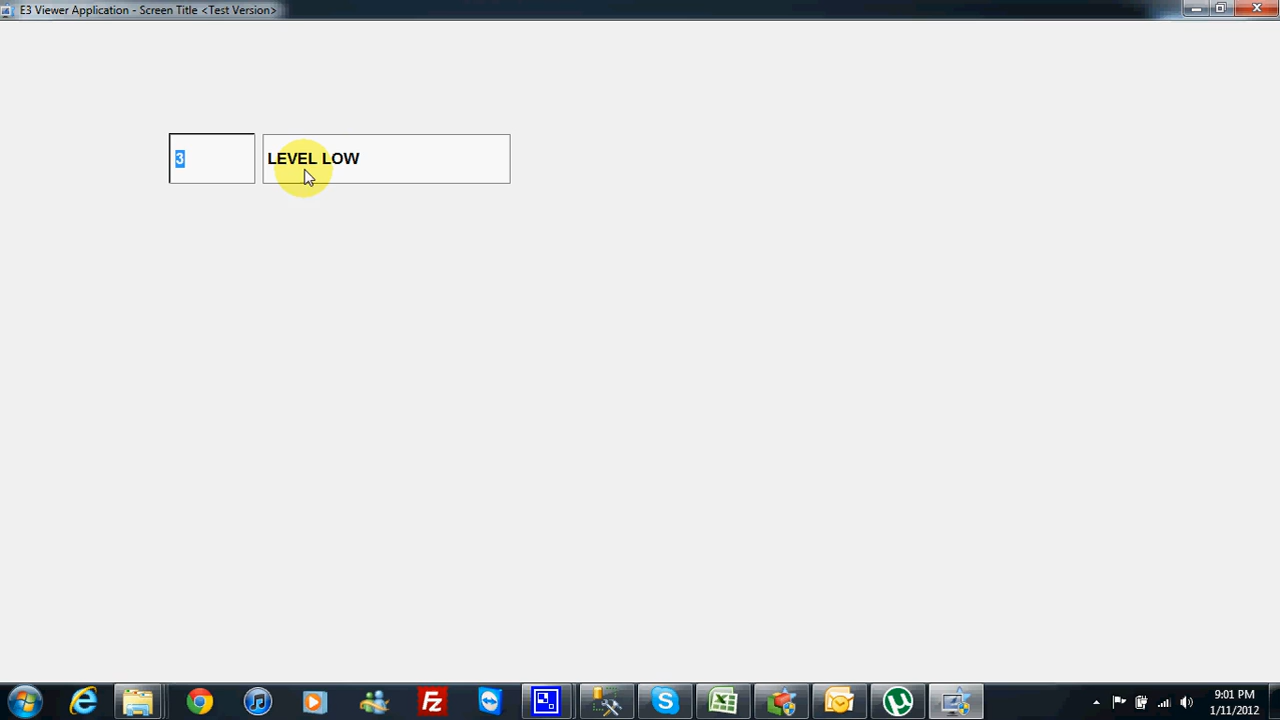 E3 Viewer Application - Screen Title <Test Version>
3
LEVEL LOW
9:01 PM
1/11/2012